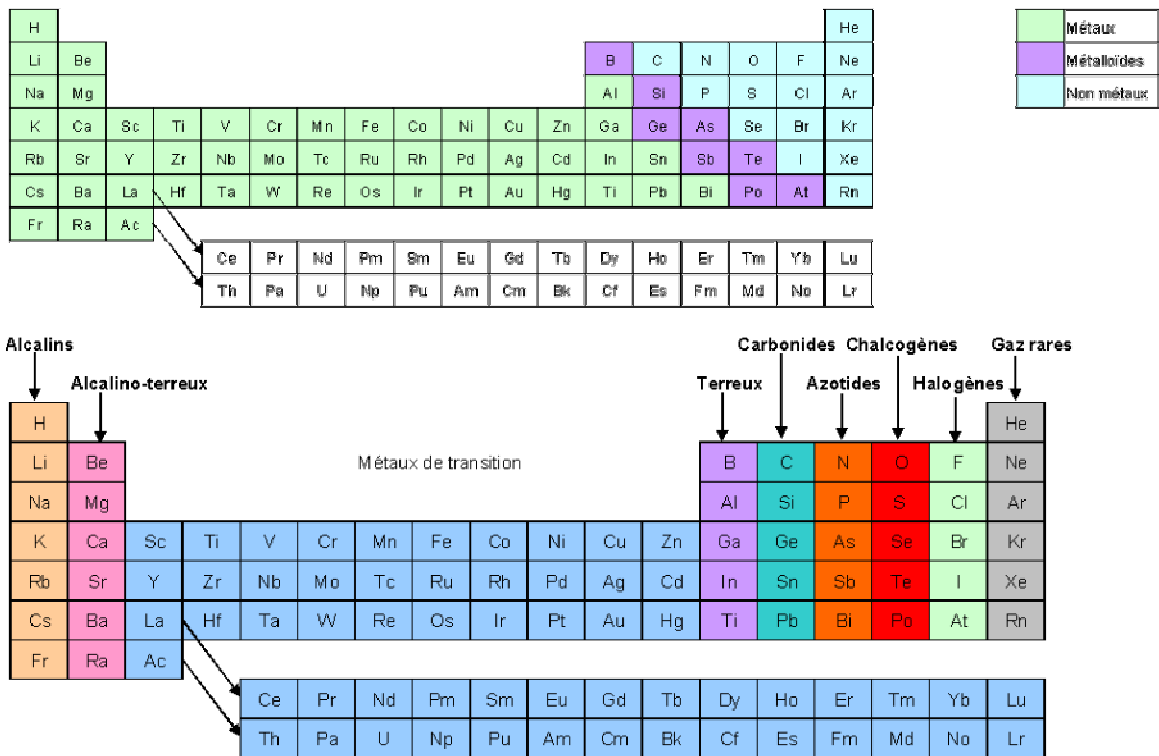 H He Métaux
Li Be B C N O F Ne Métalloïdes
Na Mg Al Si P S Cl Ar Non métaux
K Ca Sc Ti V Cr Mn Fe Co Ni Cu Zn Ga Ge As Se Br Kr
Rb Sr Y Zr Nb Mo Tc Ru Rh Pd Ag Cd In Sn Sb Te I Xe
Cs Ba La Hf Ta W Re Os Ir Pt Au Hg Ti Pb Bi Po At Rn
Fr Ra Ac
Ce Pr Nd Pm Sm Eu Gd Tb Dy Ho Er Tm Yb Lu
Th Pa U Np Pu Am Cm Bk Cf Es Fm Md No Lr
Alcalins Carbonides Chalcogènes Gaz rares
Alcalino-terreux Terreux Azotides Halogènes
H He
Li Be Métaux de transition B C N O F Ne
Na Mg Al Si P S Cl Ar
K Ca Sc Ti V Cr Mn Fe Co Ni Cu Zn Ga Ge As Se Br Kr
Rb Sr Y Zr Nb Mo Tc Ru Rh Pd Ag Cd In Sn Sb Te I Xe
Cs Ba La Hf Ta W Re Os Ir Pt Au Hg Ti Pb Bi Po At Rn
Fr Ra Ac
Ce Pr Nd Pm Sm Eu Gd Tb Dy Ho Er Tm Yb Lu
Th Pa U Np Pu Am Cm Bk Cf Es Fm Md No Lr